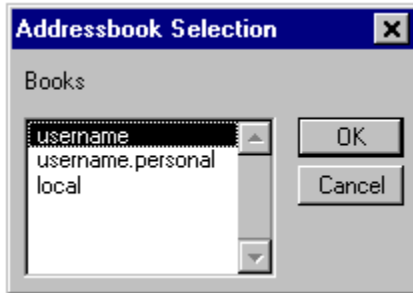 Addressbook Selection
Books
username
username.personal
local
OK
Cancel